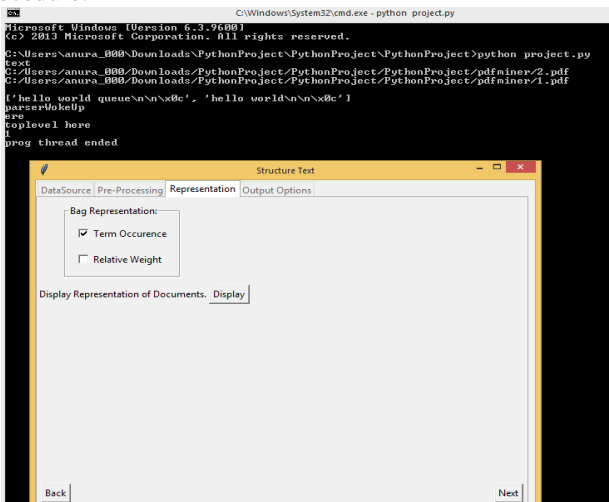 C:\Windows\System32\cmd.exe - python project.py
Microsoft Windows [Version 6.3.9600]
(c) 2013 Microsoft Corporation. All rights reserved.
C:\Users\anura_000\Downloads\PythonProject\PythonProject\PythonProject>python project.py
text
C:/Users/anura_000/Downloads/PythonProject/PythonProject/PythonProject/pdfminer/2.pdf
C:/Users/anura_000/Downloads/PythonProject/PythonProject/PythonProject/pdfminer/1.pdf
['hello world queue\n\n\x0c', 'hello world\n\n\x0c']
parserWokeUp
ere
toplevel here
1
prog thread ended
Structure Text
DataSource Pre-Processing Representation Output Options
Bag Representation:
Term Occurence
Relative Weight
Display Representation of Documents. Display
Back Next